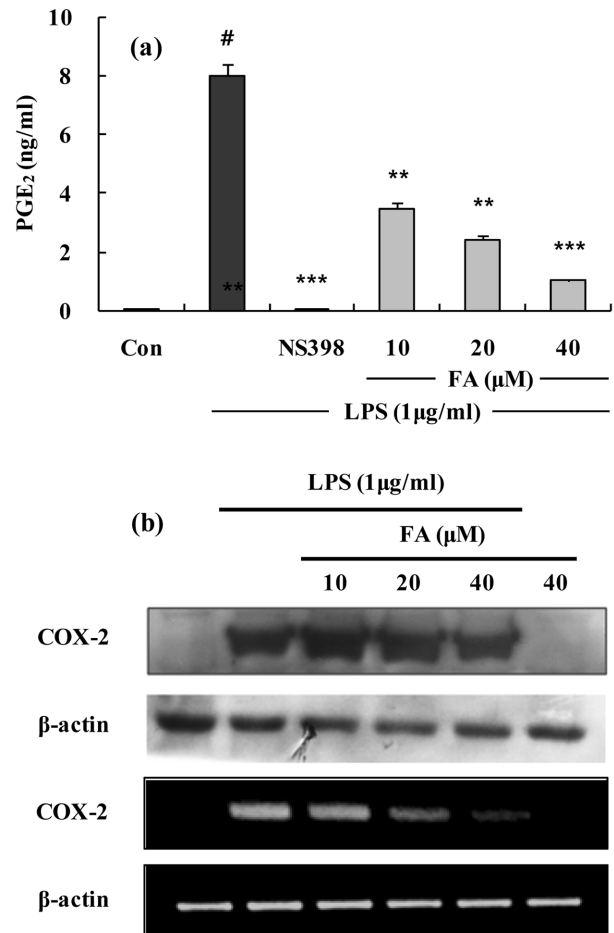 10
(a)
#
8
6
4
2
0
PGE₂ (ng/ml)
**
***
**
**
***
Con
NS398
10
20
40
FA (μM)
LPS (1μg/ml)
(b)
LPS (1μg/ml)
FA (μM)
10
20
40
40
COX-2
β-actin
COX-2
β-actin